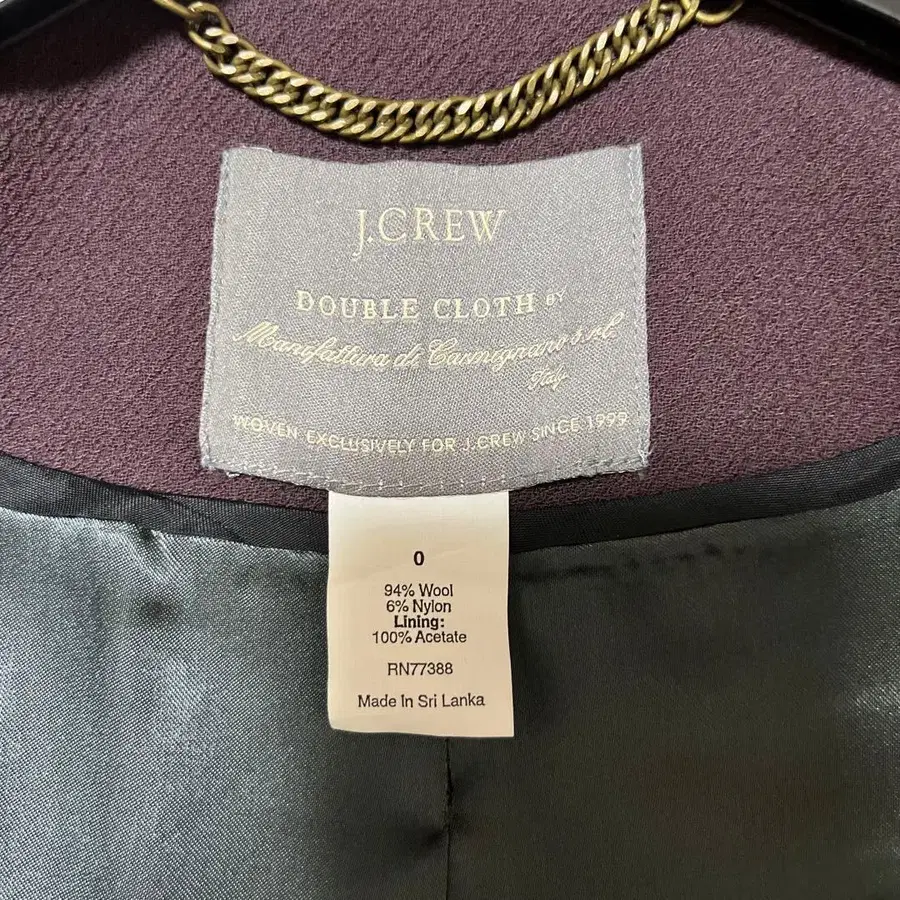 J.CREW
DOUBLE CLOTH BY
Manifattura di Carmignano s.r.l.
Italy
WOVEN EXCLUSIVELY FOR J.CREW SINCE 1999
0
94% Wool
6% Nylon
Lining:
100% Acetate
RN77388
Made In Sri Lanka